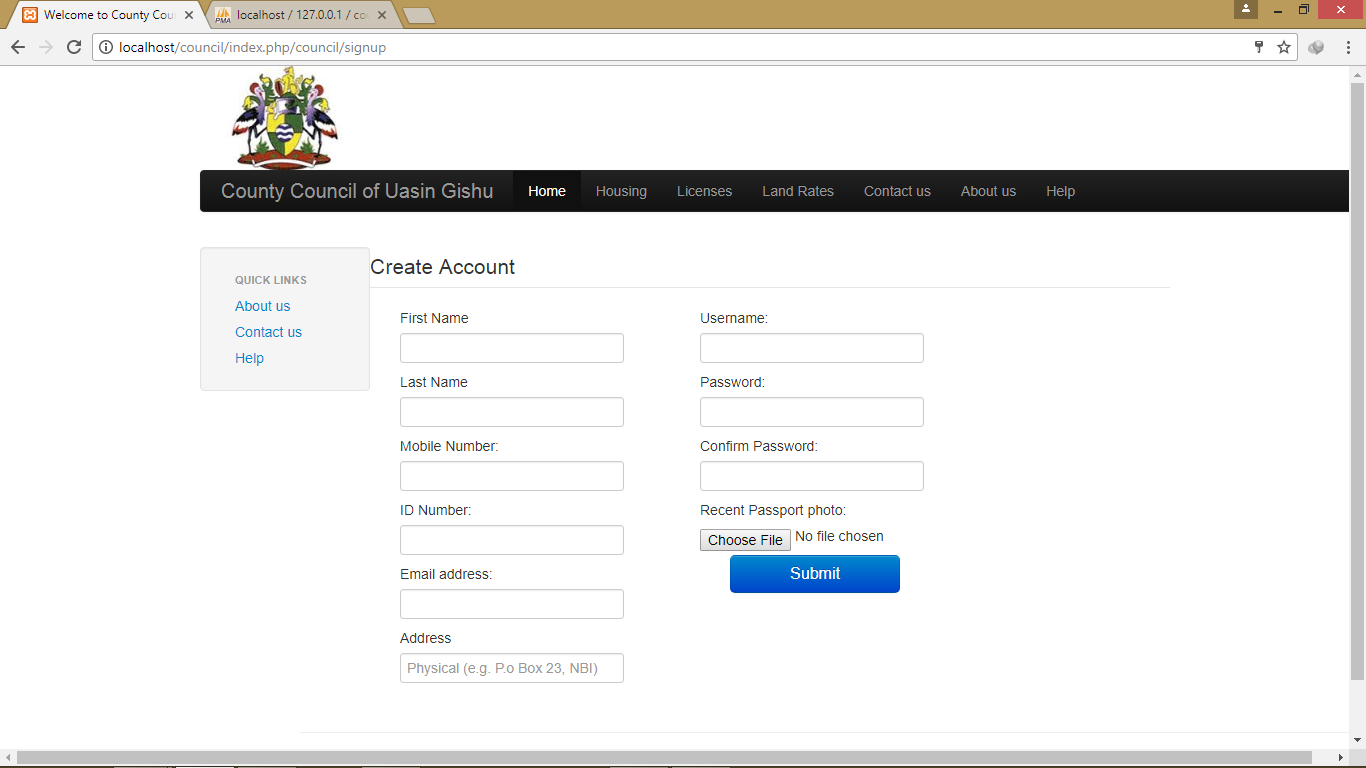 Welcome to County Cou
localhost / 127.0.0.1 / co
localhost/council/index.php/council/signup
County Council of Uasin Gishu
Home
Housing
Licenses
Land Rates
Contact us
About us
Help
QUICK LINKS
About us
Contact us
Help
Create Account
First Name
Last Name
Mobile Number:
ID Number:
Email address:
Address
Physical (e.g. P.o Box 23, NBI)
Username:
Password:
Confirm Password:
Recent Passport photo:
Choose File No file chosen
Submit